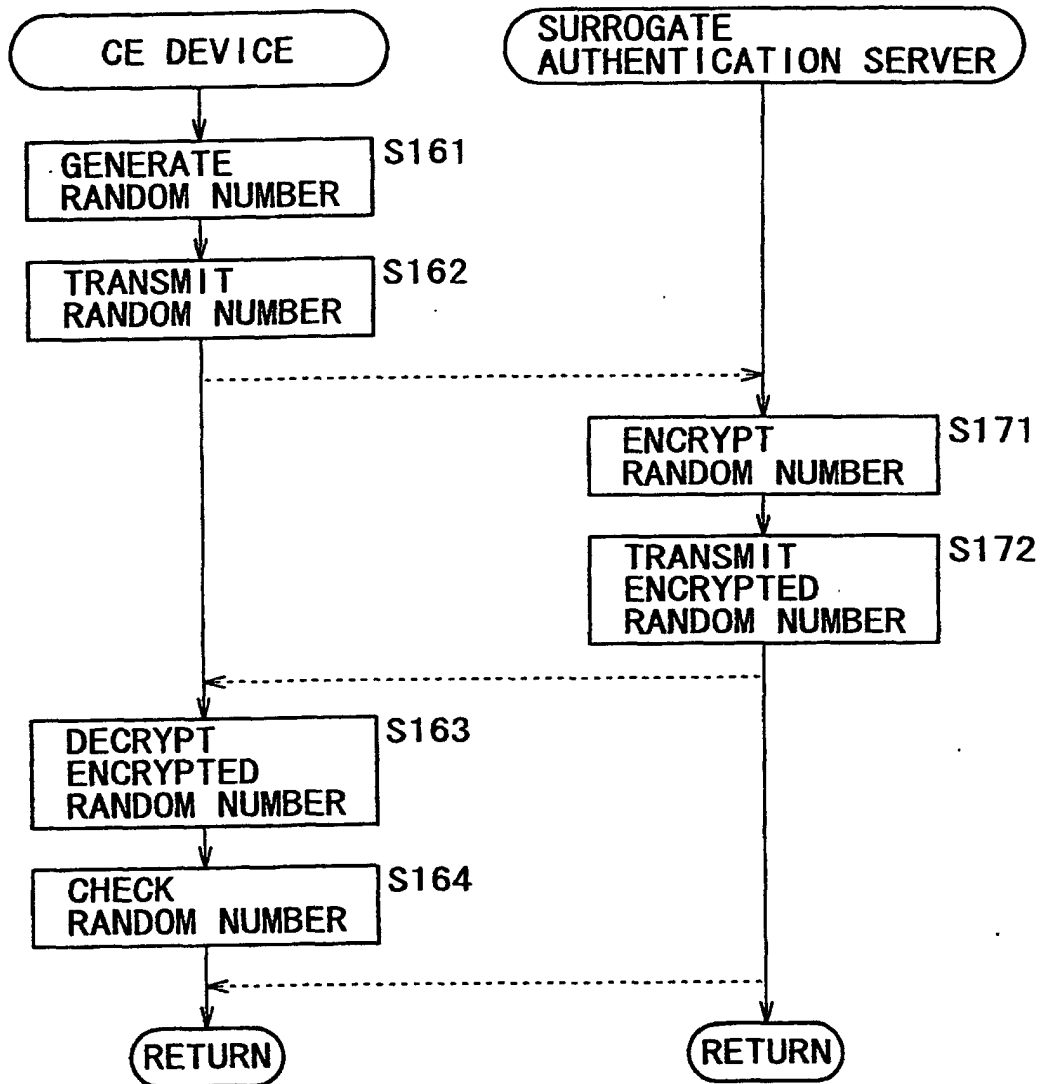 CE DEVICE
SURROGATE
AUTHENTICATION SERVER
GENERATE
RANDOM NUMBER
S161
TRANSMIT
RANDOM NUMBER
S162
ENCRYPT
RANDOM NUMBER
S171
TRANSMIT
ENCRYPTED
RANDOM NUMBER
S172
DECRYPT
ENCRYPTED
RANDOM NUMBER
S163
CHECK
RANDOM NUMBER
S164
RETURN
RETURN